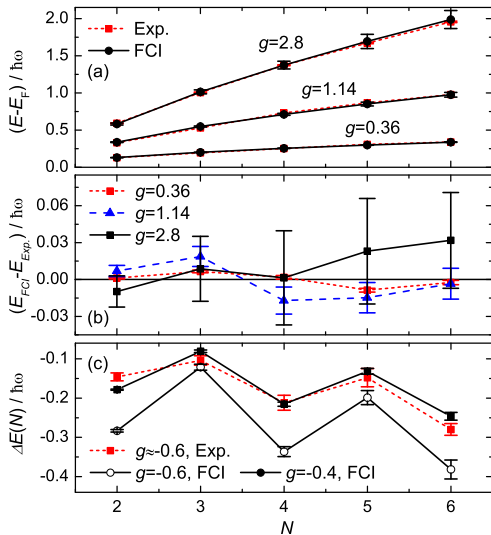 2.0
1.5
1.0
0.5
0.0
(E-E_F) / ħω
Exp.
FCI
(a)
g=2.8
g=1.14
g=0.36
0.06
0.03
0.00
-0.03
(E_FCI-E_Exp.) / ħω
g=0.36
g=1.14
g=2.8
(b)
-0.1
-0.2
-0.3
-0.4
ΔE(N) / ħω
(c)
g≈-0.6, Exp.
g=-0.6, FCI g=-0.4, FCI
2 3 4 5 6
N